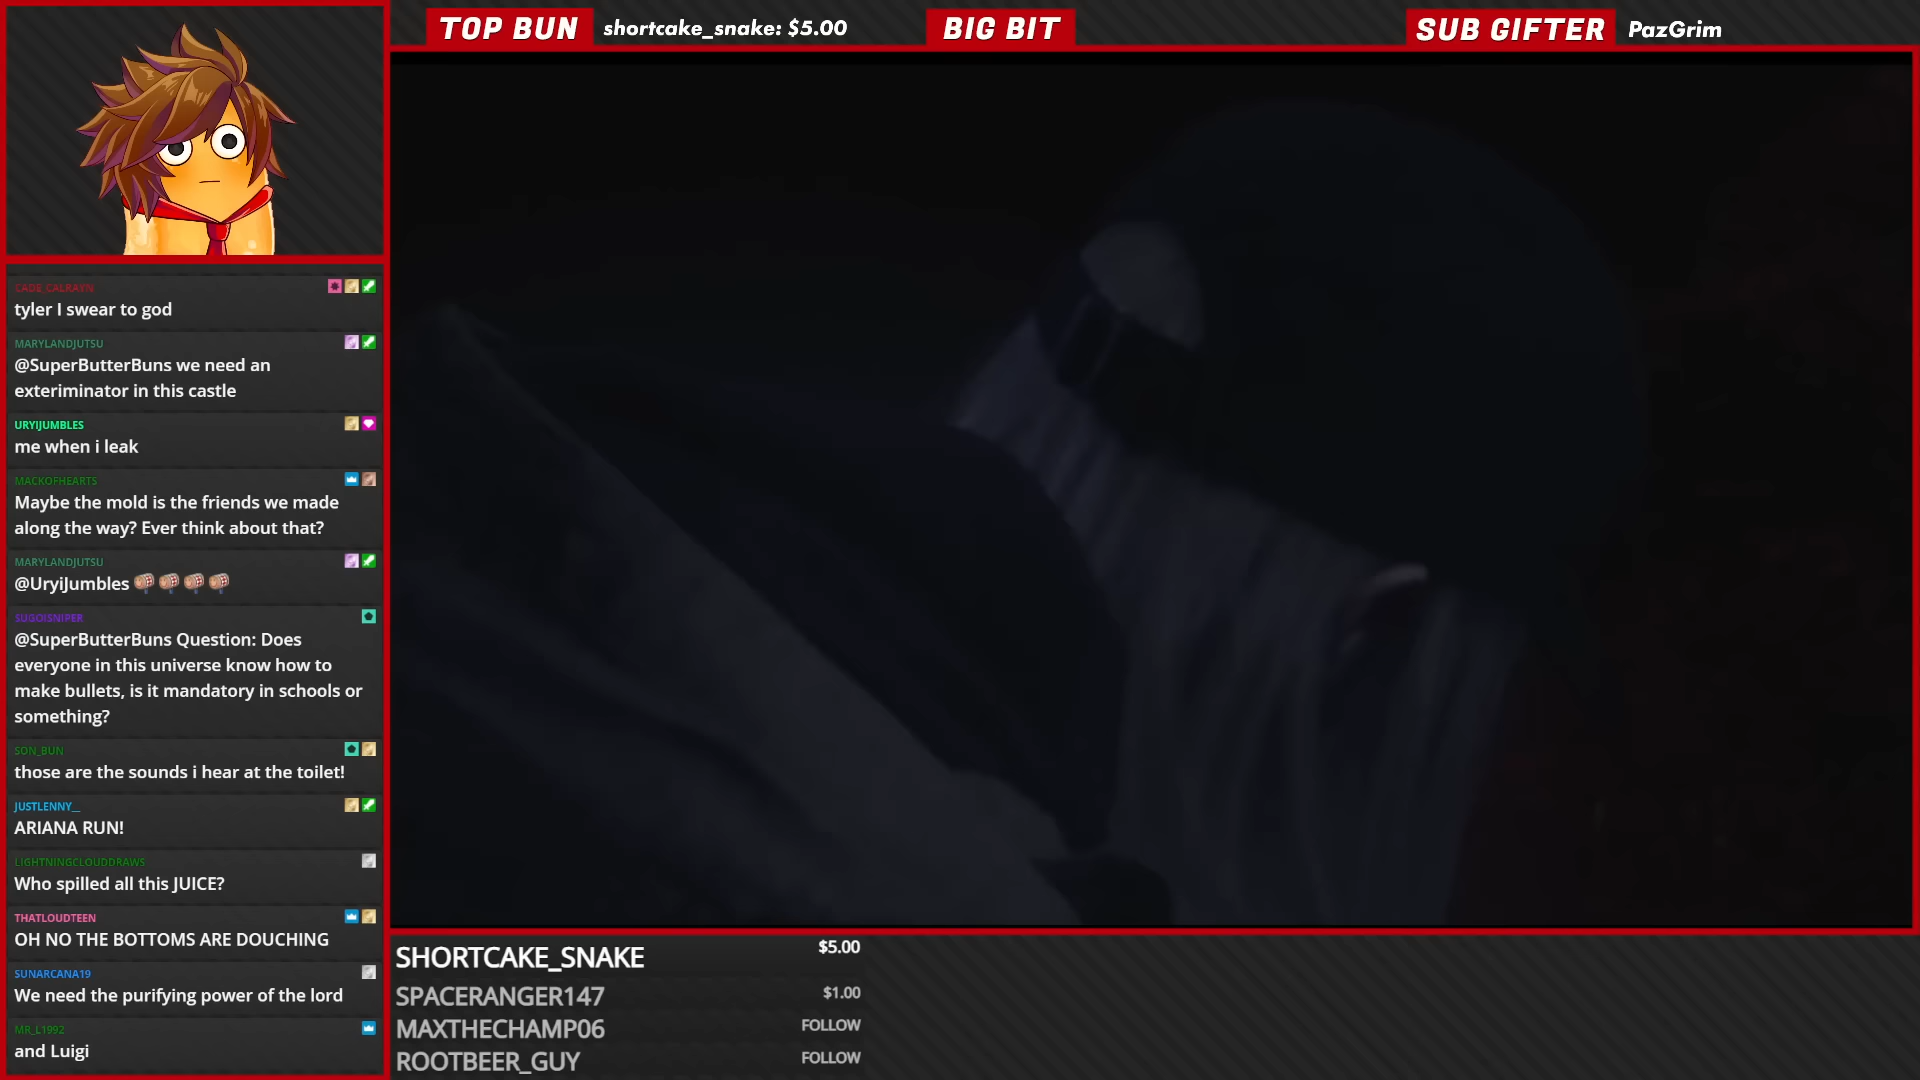 TOP BUN shortcake_snake: $5.00 BIG BIT SUB GIFTER PazGrim
CADE_CALRAYN
tyler I swear to god
MARYLANDJUTSU
@SuperButterBuns we need an
exteriminator in this castle
URYIJUMBLES
me when i leak
MACKOFHEARTS
Maybe the mold is the friends we made
along the way? Ever think about that?
MARYLANDJUTSU
@UryiJumbles
SUGOISNIPER
@SuperButterBuns Question: Does
everyone in this universe know how to
make bullets, is it mandatory in schools or
something?
SON_BUN
those are the sounds i hear at the toilet!
JUSTLENNY__
ARIANA RUN!
LIGHTNINGCLOUDDRAWS
Who spilled all this JUICE?
THATLOUDTEEN
OH NO THE BOTTOMS ARE DOUCHING
SUNARCANA19
We need the purifying power of the lord
MR_L1992
and Luigi
SHORTCAKE_SNAKE $5.00
SPACERANGER147 $1.00
MAXTHECHAMP06 FOLLOW
ROOTBEER_GUY FOLLOW